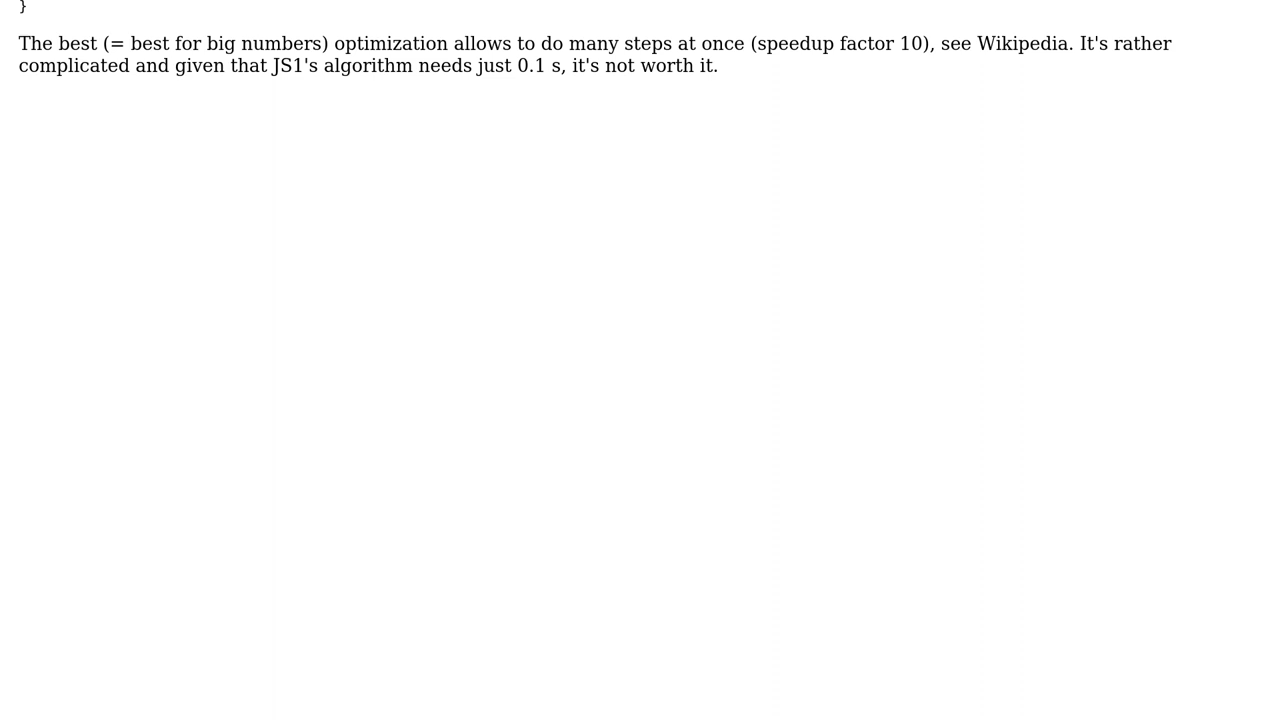 }
The best (= best for big numbers) optimization allows to do many steps at once (speedup factor 10), see Wikipedia. It's rather
complicated and given that JS1's algorithm needs just 0.1 s, it's not worth it.